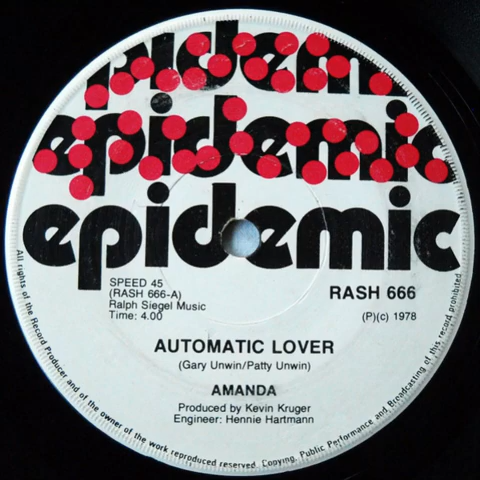 epidemic
epidemic
epidemic
SPEED 45
(RASH 666-A)
Ralph Siegel Music
Time: 4.00
RASH 666
(P)(c) 1978
AUTOMATIC LOVER
(Gary Unwin/Patty Unwin)
AMANDA
Produced by Kevin Kruger
Engineer: Hennie Hartmann
All rights of the Record Producer and of the owner of the work reproduced reserved. Copying, Public Performance and Broadcasting of this record prohibited